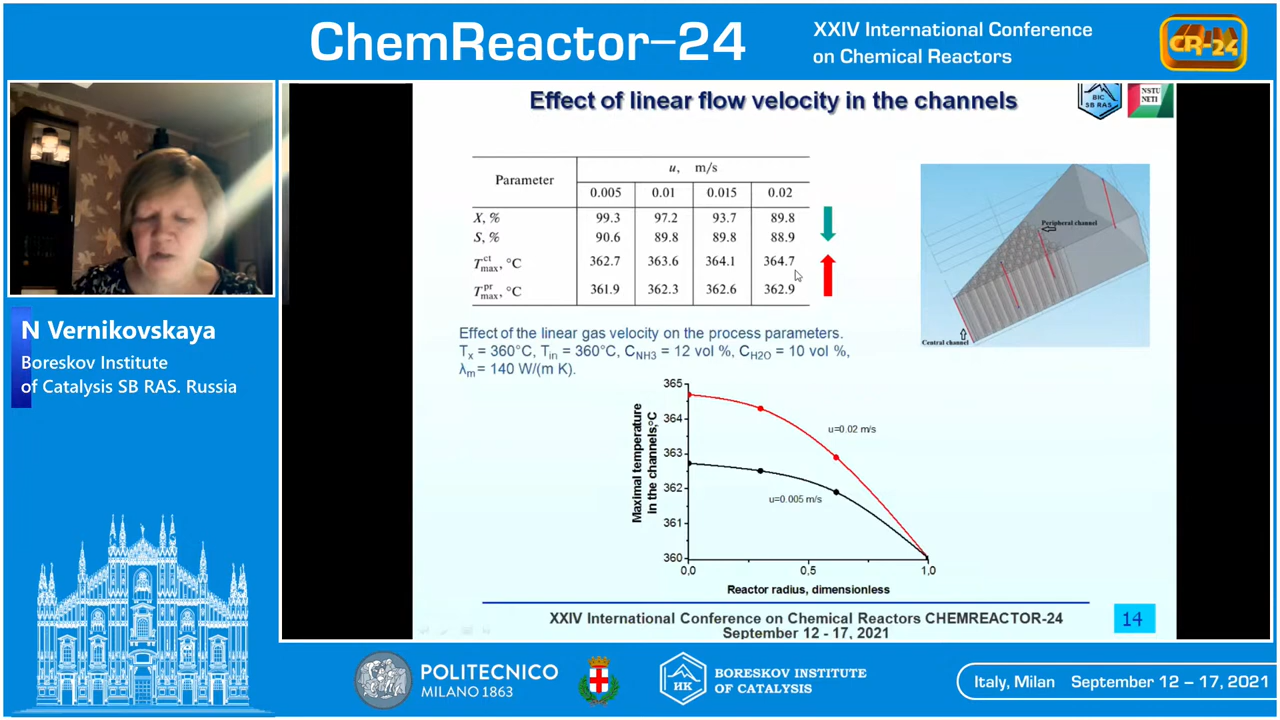 ChemReactor–24
XXIV International Conference
on Chemical Reactors
CR-24
Effect of linear flow velocity in the channels
BIC
SB RAS
NSTU
NETI
Parameter
u, m/s
0.005 0.01 0.015 0.02
X, % 99.3 97.2 93.7 89.8
S, % 90.6 89.8 89.8 88.9
T^ct_max, °C 362.7 363.6 364.1 364.7
T^pr_max, °C 361.9 362.3 362.6 362.9
Peripheral channel
Central channel
Effect of the linear gas velocity on the process parameters.
Tx = 360°C, Tin = 360°C, CNH3 = 12 vol %, CH2O = 10 vol %,
λm = 140 W/(m K).
Maximal temperature
in the channels,°C
365
364
363
362
361
360
u=0.02 m/s
u=0.005 m/s
0,0 0,5 1,0
Reactor radius, dimensionless
XXIV International Conference on Chemical Reactors CHEMREACTOR-24
September 12 - 17, 2021
14
N Vernikovskaya
Boreskov Institute
of Catalysis SB RAS. Russia
POLITECNICO
MILANO 1863
HK
BORESKOV INSTITUTE
OF CATALYSIS
Italy, Milan September 12 – 17, 2021